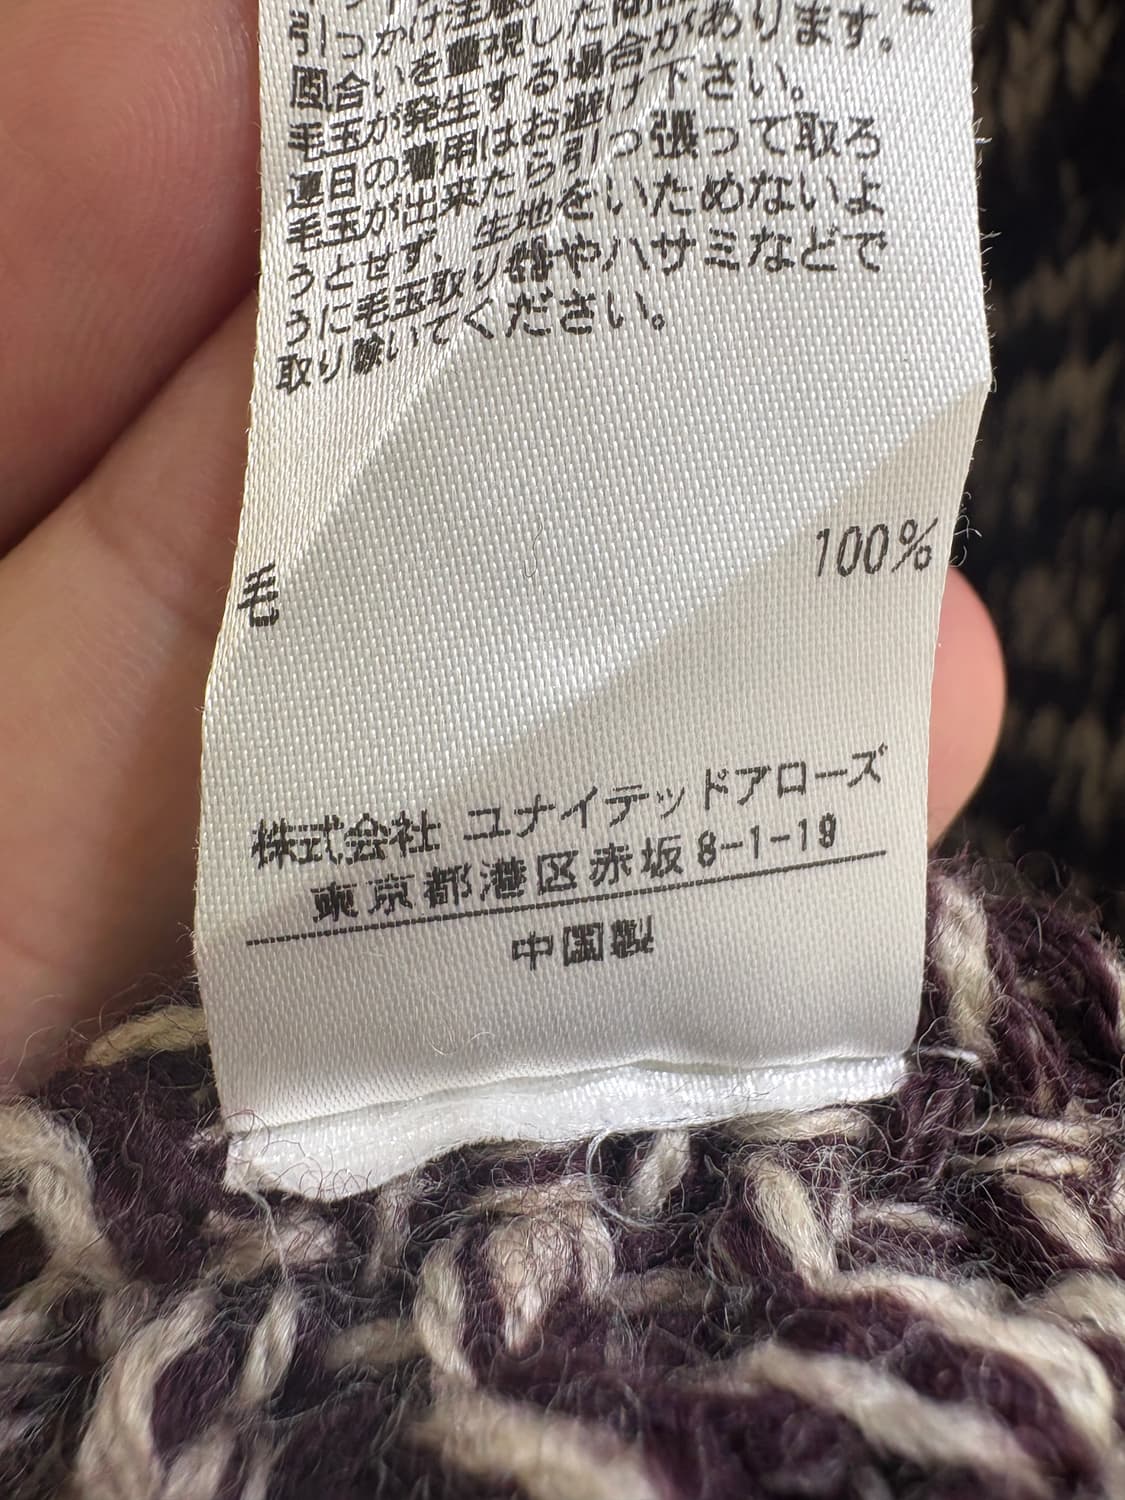 引っかけ
風合いを重視した
毛玉が発生する場合があります。
連日の着用はお避け下さい。
毛玉が出来たら引っ張って取ろ
うとせず、生地をいためないよ
うに毛玉取り器やハサミなどで
取り除いてください。
毛 100%
株式会社 ユナイテッドアローズ
東京都港区赤坂8-1-19
中国製